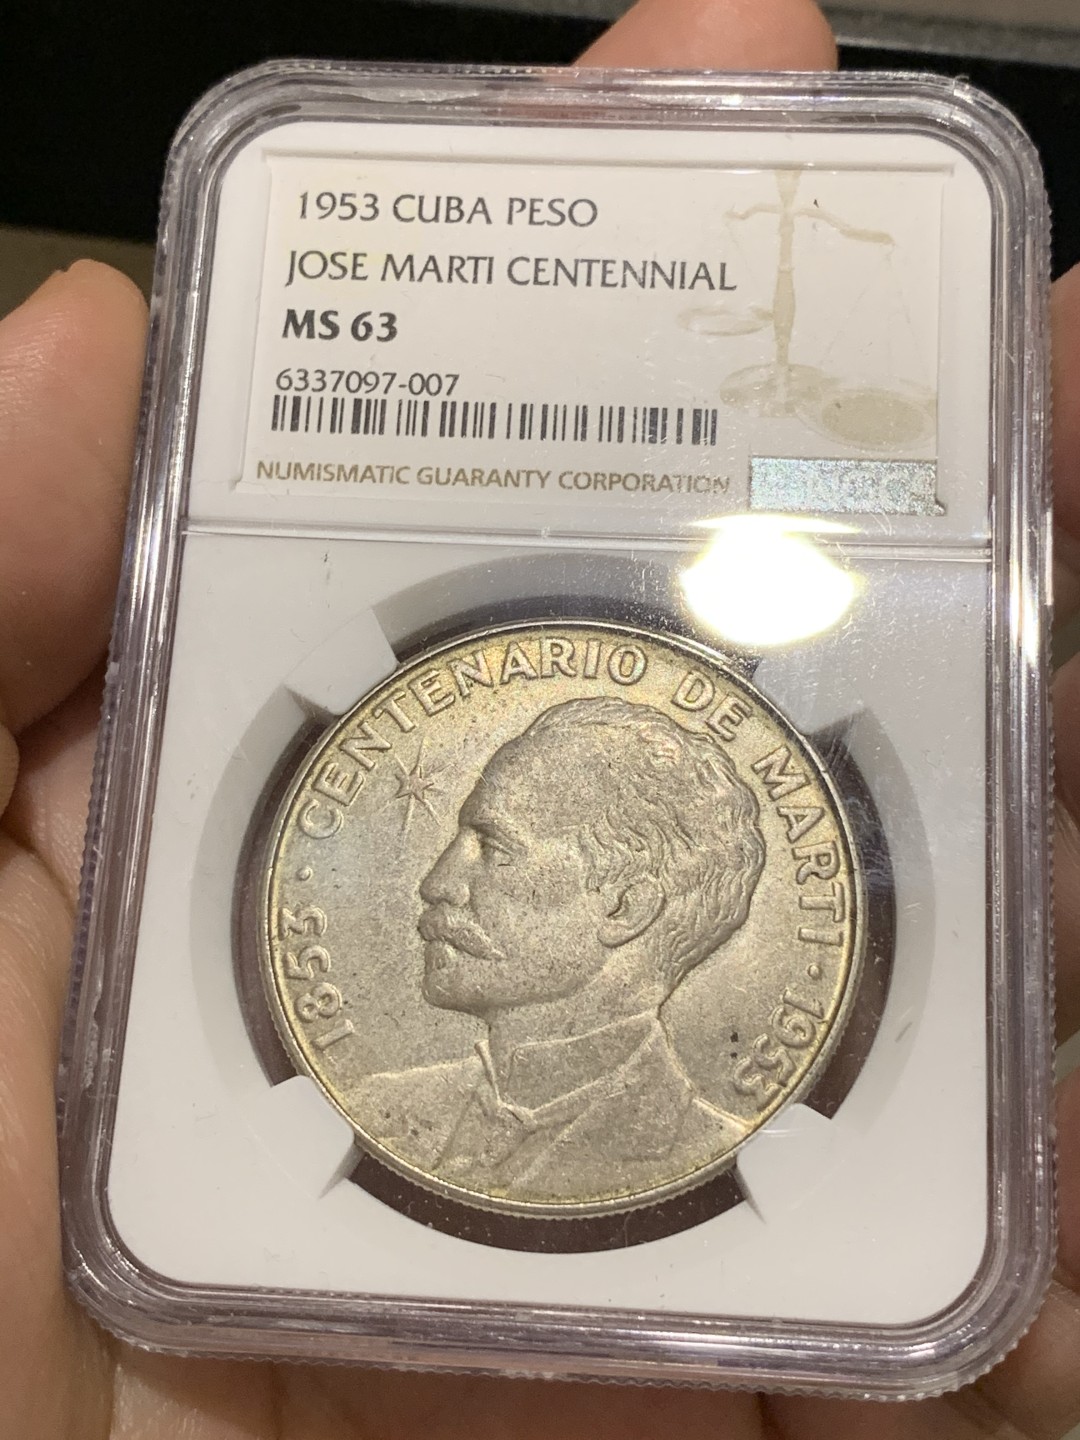 1953 CUBA PESO
JOSE MARTI CENTENNIAL
MS 63
6337097-007
NUMISMATIC GUARANTY CORPORATION
1853 · CENTENARIO DE MARTI · 1953